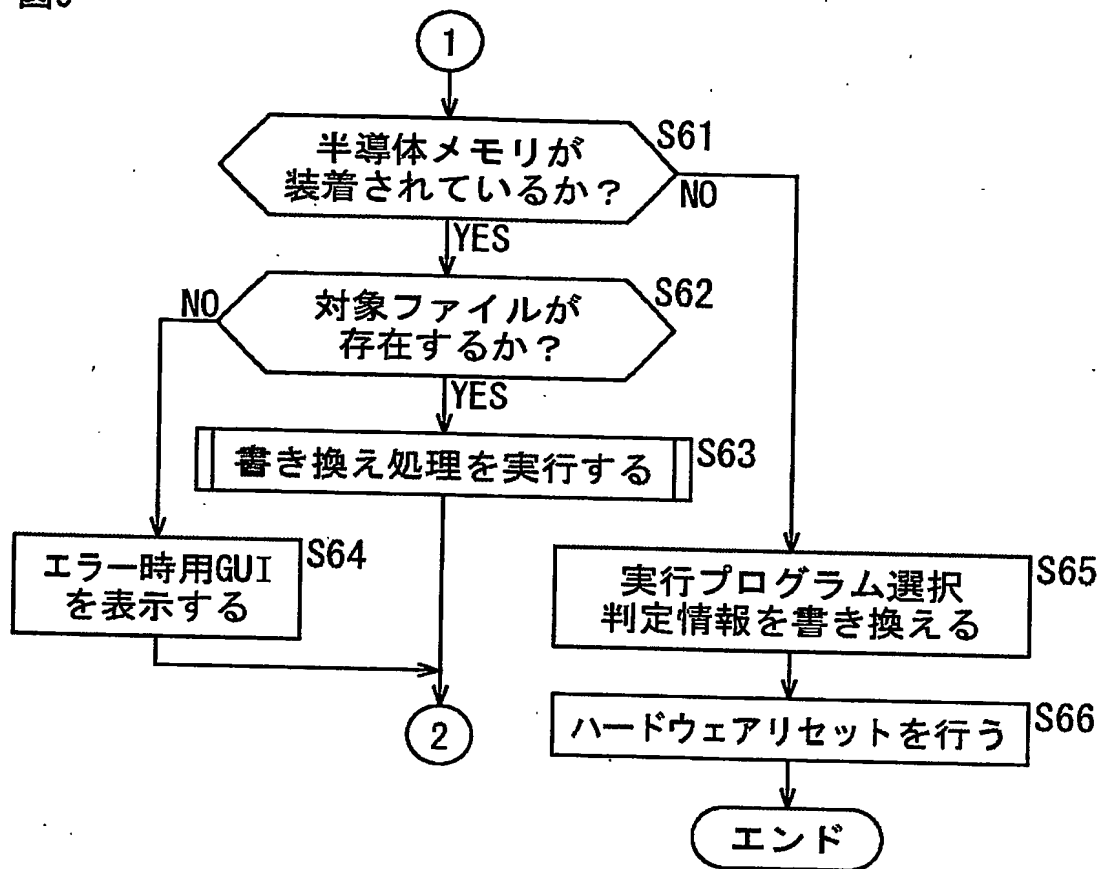 1
半導体メモリが
装着されているか?
S61
NO
YES
対象ファイルが
存在するか?
S62
NO
YES
書き換え処理を実行する
S63
エラー時用GUI
を表示する
S64
実行プログラム選択
判定情報を書き換える
S65
2
ハードウェアリセットを行う
S66
エンド